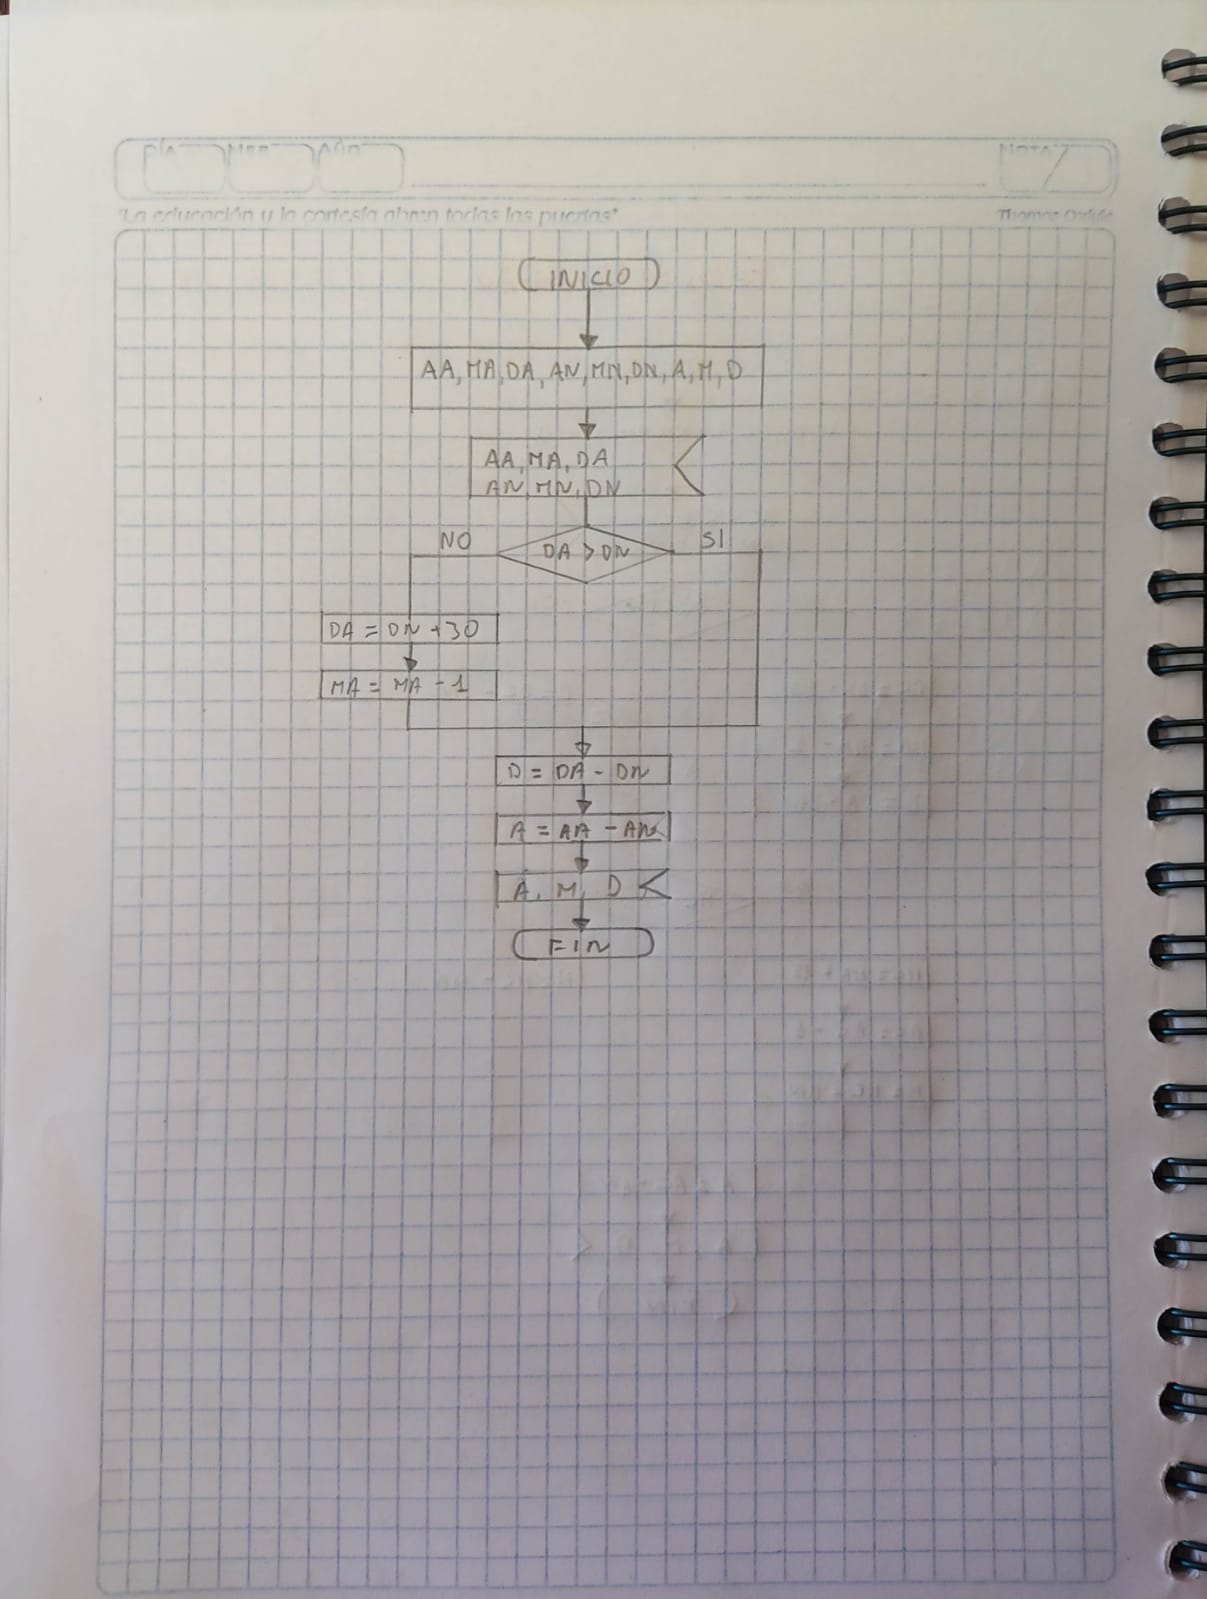 DÍA MES AÑO NOTA
"La educación y la cortesía abren todas las puertas"
INICIO
AA, MA, DA, AN, MN, DN, A, M, D
AA, MA, DA
AN, MN, DN
NO DA > DN SI
DA = DN + 30
MA = MA - 1
D = DA - DN
A = AA - AN
A, M, D
FIN